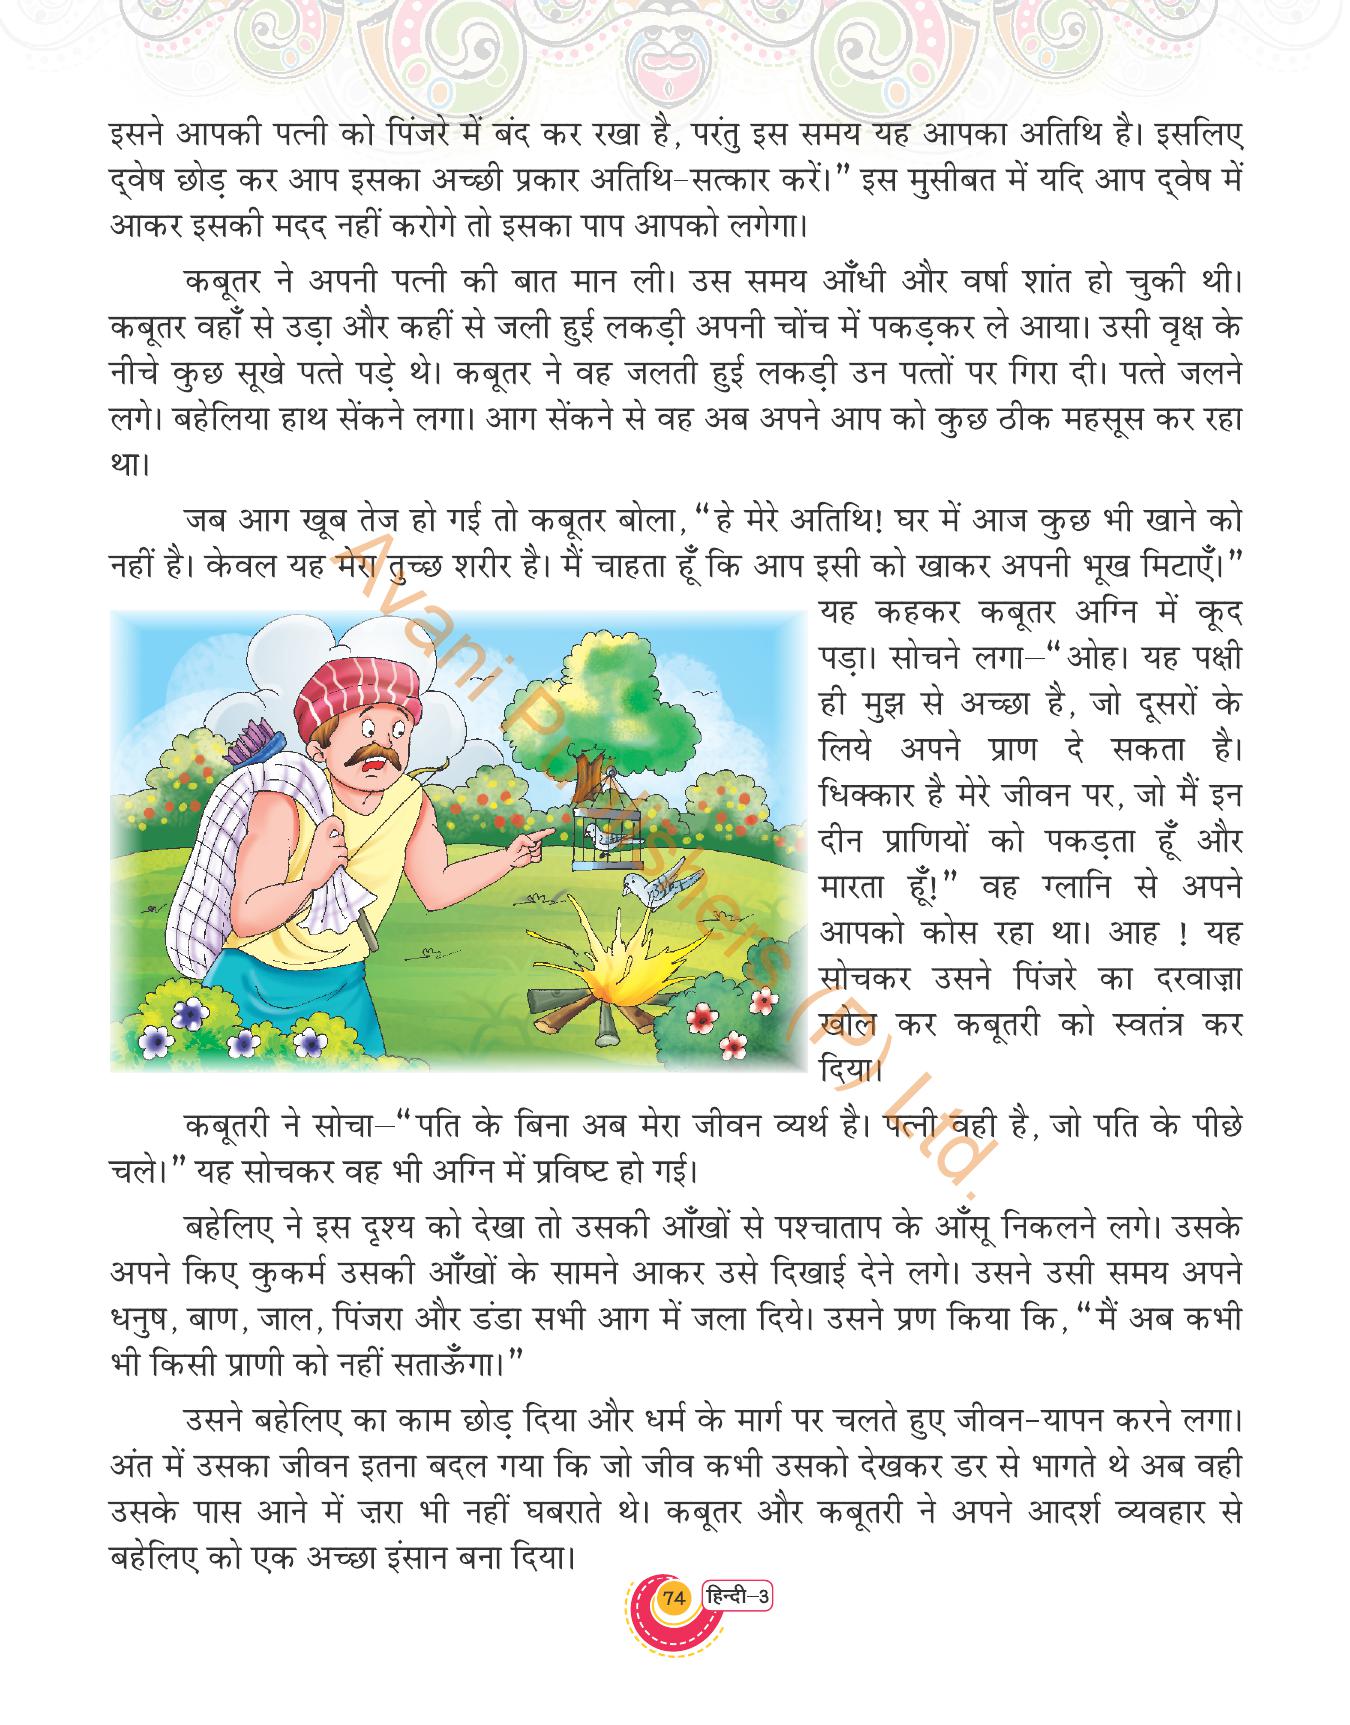 इसने आपकी पत्नी को पिंजरे में बंद कर रखा है, परंतु इस समय यह आपका अतिथि है। इसलिए
द्वेष छोड़ कर आप इसका अच्छी प्रकार अतिथि-सत्कार करें।” इस मुसीबत में यदि आप द्वेष में
आकर इसकी मदद नहीं करोगे तो इसका पाप आपको लगेगा।
कबूतर ने अपनी पत्नी की बात मान ली। उस समय आँधी और वर्षा शांत हो चुकी थी।
कबूतर वहाँ से उड़ा और कहीं से जली हुई लकड़ी अपनी चोंच में पकड़कर ले आया। उसी वृक्ष के
नीचे कुछ सूखे पत्ते पड़े थे। कबूतर ने वह जलती हुई लकड़ी उन पत्तों पर गिरा दी। पत्ते जलने
लगे। बहेलिया हाथ सेंकने लगा। आग सेंकने से वह अब अपने आप को कुछ ठीक महसूस कर रहा
था।
जब आग खूब तेज हो गई तो कबूतर बोला, “हे मेरे अतिथि! घर में आज कुछ भी खाने को
नहीं है। केवल यह मेरा तुच्छ शरीर है। मैं चाहता हूँ कि आप इसी को खाकर अपनी भूख मिटाएँ।”
यह कहकर कबूतर अग्नि में कूद
पड़ा। सोचने लगा—“ओह। यह पक्षी
ही मुझ से अच्छा है, जो दूसरों के
लिये अपने प्राण दे सकता है।
धिक्कार है मेरे जीवन पर, जो मैं इन
दीन प्राणियों को पकड़ता हूँ और
मारता हूँ!” वह ग्लानि से अपने
आपको कोस रहा था। आह ! यह
सोचकर उसने पिंजरे का दरवाज़ा
खोल कर कबूतरी को स्वतंत्र कर
दिया।
कबूतरी ने सोचा—“पति के बिना अब मेरा जीवन व्यर्थ है। पत्नी वही है, जो पति के पीछे
चले।” यह सोचकर वह भी अग्नि में प्रविष्ट हो गई।
बहेलिए ने इस दृश्य को देखा तो उसकी आँखों से पश्चाताप के आँसू निकलने लगे। उसके
अपने किए कुकर्म उसकी आँखों के सामने आकर उसे दिखाई देने लगे। उसने उसी समय अपने
धनुष, बाण, जाल, पिंजरा और डंडा सभी आग में जला दिये। उसने प्रण किया कि, “मैं अब कभी
भी किसी प्राणी को नहीं सताऊँगा।”
उसने बहेलिए का काम छोड़ दिया और धर्म के मार्ग पर चलते हुए जीवन-यापन करने लगा।
अंत में उसका जीवन इतना बदल गया कि जो जीव कभी उसको देखकर डर से भागते थे अब वही
उसके पास आने में ज़रा भी नहीं घबराते थे। कबूतर और कबूतरी ने अपने आदर्श व्यवहार से
बहेलिए को एक अच्छा इंसान बना दिया।
74 हिन्दी—3
Avani Publishers (P) Ltd.